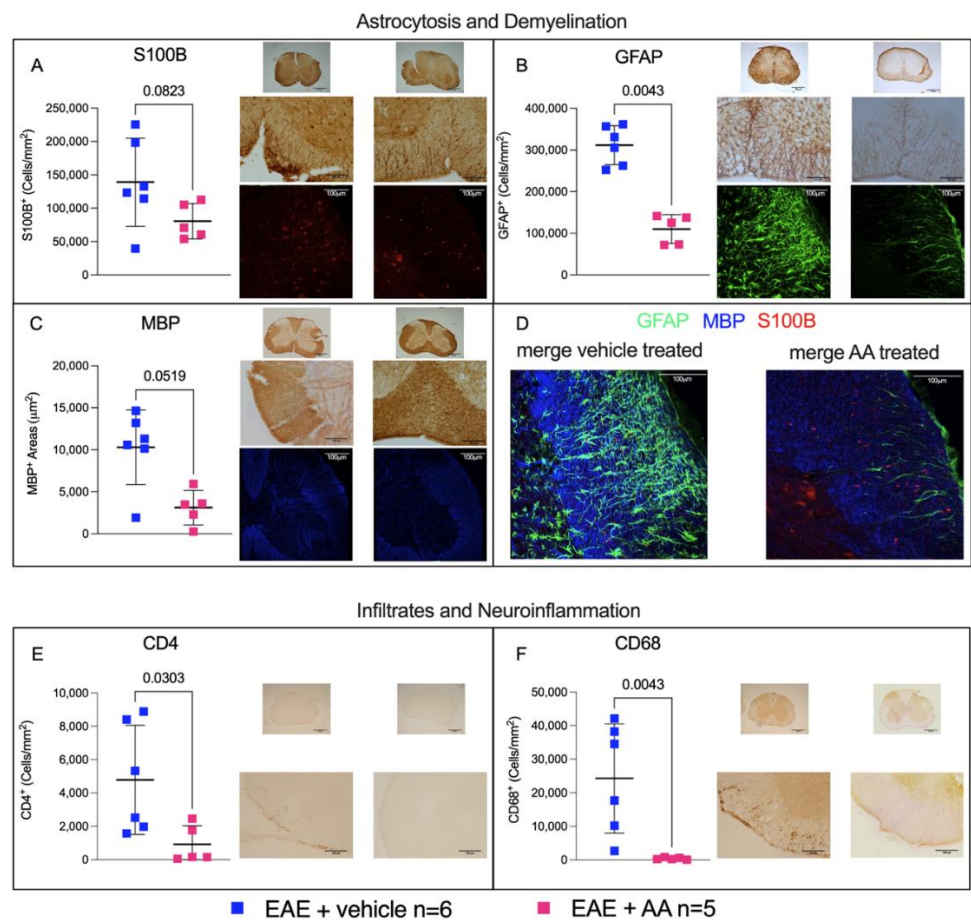 Astrocytosis and Demyelination
A
S100B
0.0823
S100B⁺ (Cells/mm²)
250,000
200,000
150,000
100,000
50,000
0
100μm
100μm
B
GFAP
0.0043
GFAP⁺ (Cells/mm²)
400,000
300,000
200,000
100,000
0
100μm
100μm
C
MBP
0.0519
MBP⁺ Areas (μm²)
20,000
15,000
10,000
5,000
0
100μm
100μm
D
GFAP MBP S100B
merge vehicle treated
merge AA treated
100μm
100μm
Infiltrates and Neuroinflammation
E
CD4
0.0303
CD4⁺ (Cells/mm²)
10,000
8,000
6,000
4,000
2,000
0
F
CD68
0.0043
CD68⁺ (Cells/mm²)
50,000
40,000
30,000
20,000
10,000
0
EAE + vehicle n=6
EAE + AA n=5